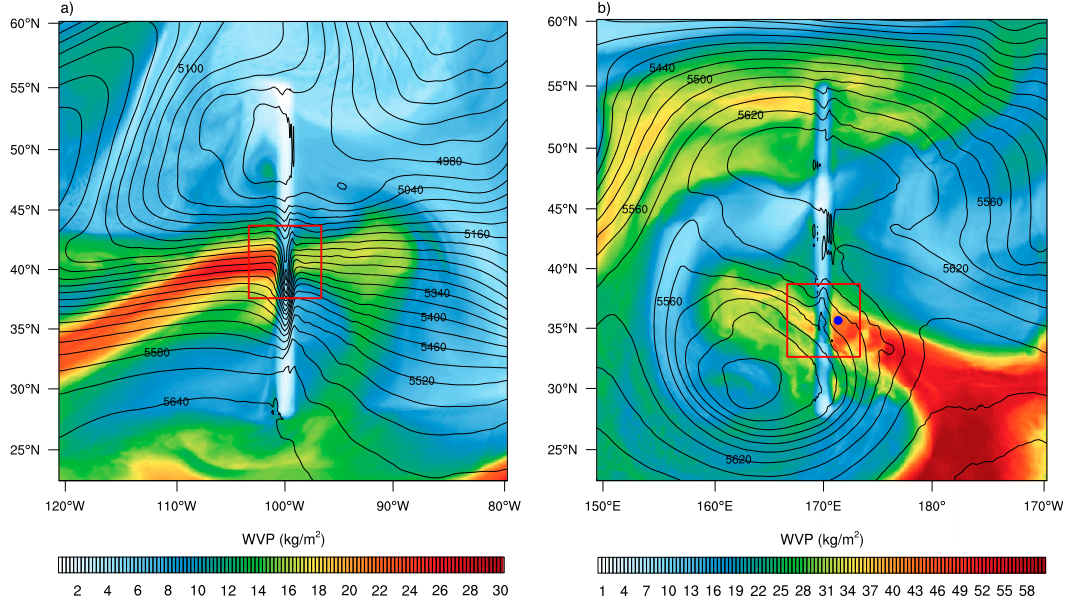 a)
60°N
55°N
50°N
45°N
40°N
35°N
30°N
25°N
5100
4980
5040
5160
5340
5400
5460
5520
5580
5640
120°W 110°W 100°W 90°W 80°W
WVP (kg/m²)
2 4 6 8 10 12 14 16 18 20 22 24 26 28 30
b)
60°N
55°N
50°N
45°N
40°N
35°N
30°N
25°N
5440
5500
5620
5560
5560
5620
5560
5620
150°E 160°E 170°E 180°E 170°W
WVP (kg/m²)
1 4 7 10 13 16 19 22 25 28 31 34 37 40 43 46 49 52 55 58